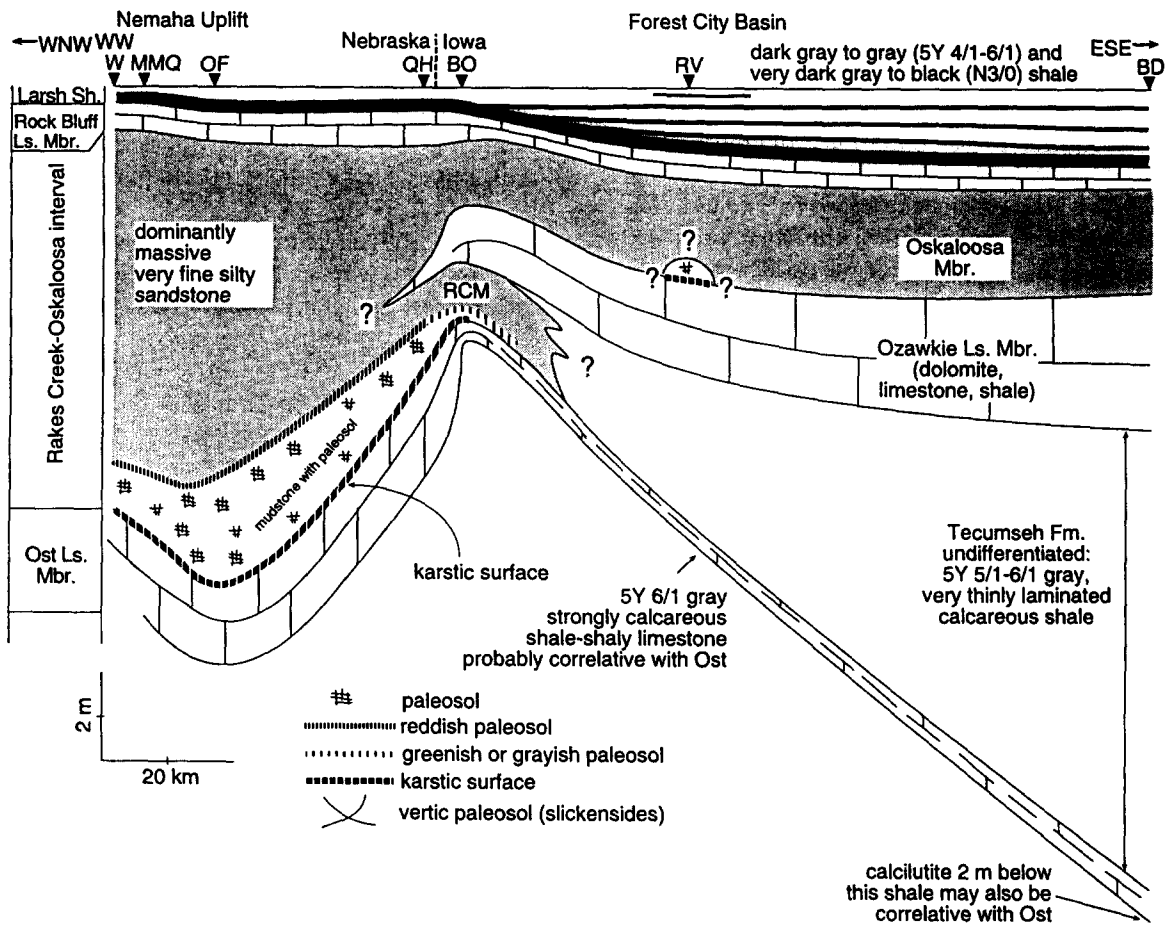 Nemaha Uplift
Forest City Basin
WNW
WW
W MMQ OF
Nebraska Iowa
QH BO
RV
ESE
BD
dark gray to gray (5Y 4/1-6/1) and
very dark gray to black (N3/0) shale
Larsh Sh.
Rock Bluff
Ls. Mbr.
Rakes Creek-Oskaloosa interval
dominantly
massive
very fine silty
sandstone
?
RCM
?
?
?
?
Oskaloosa
Mbr.
Ozawkie Ls. Mbr.
(dolomite,
limestone, shale)
mudstone with paleosol
Ost Ls.
Mbr.
karstic surface
5Y 6/1 gray
strongly calcareous
shale-shaly limestone
probably correlative with Ost
Tecumseh Fm.
undifferentiated:
5Y 5/1-6/1 gray,
very thinly laminated
calcareous shale
2 m
20 km
paleosol
reddish paleosol
greenish or grayish paleosol
karstic surface
vertic paleosol (slickensides)
calcilutite 2 m below
this shale may also be
correlative with Ost